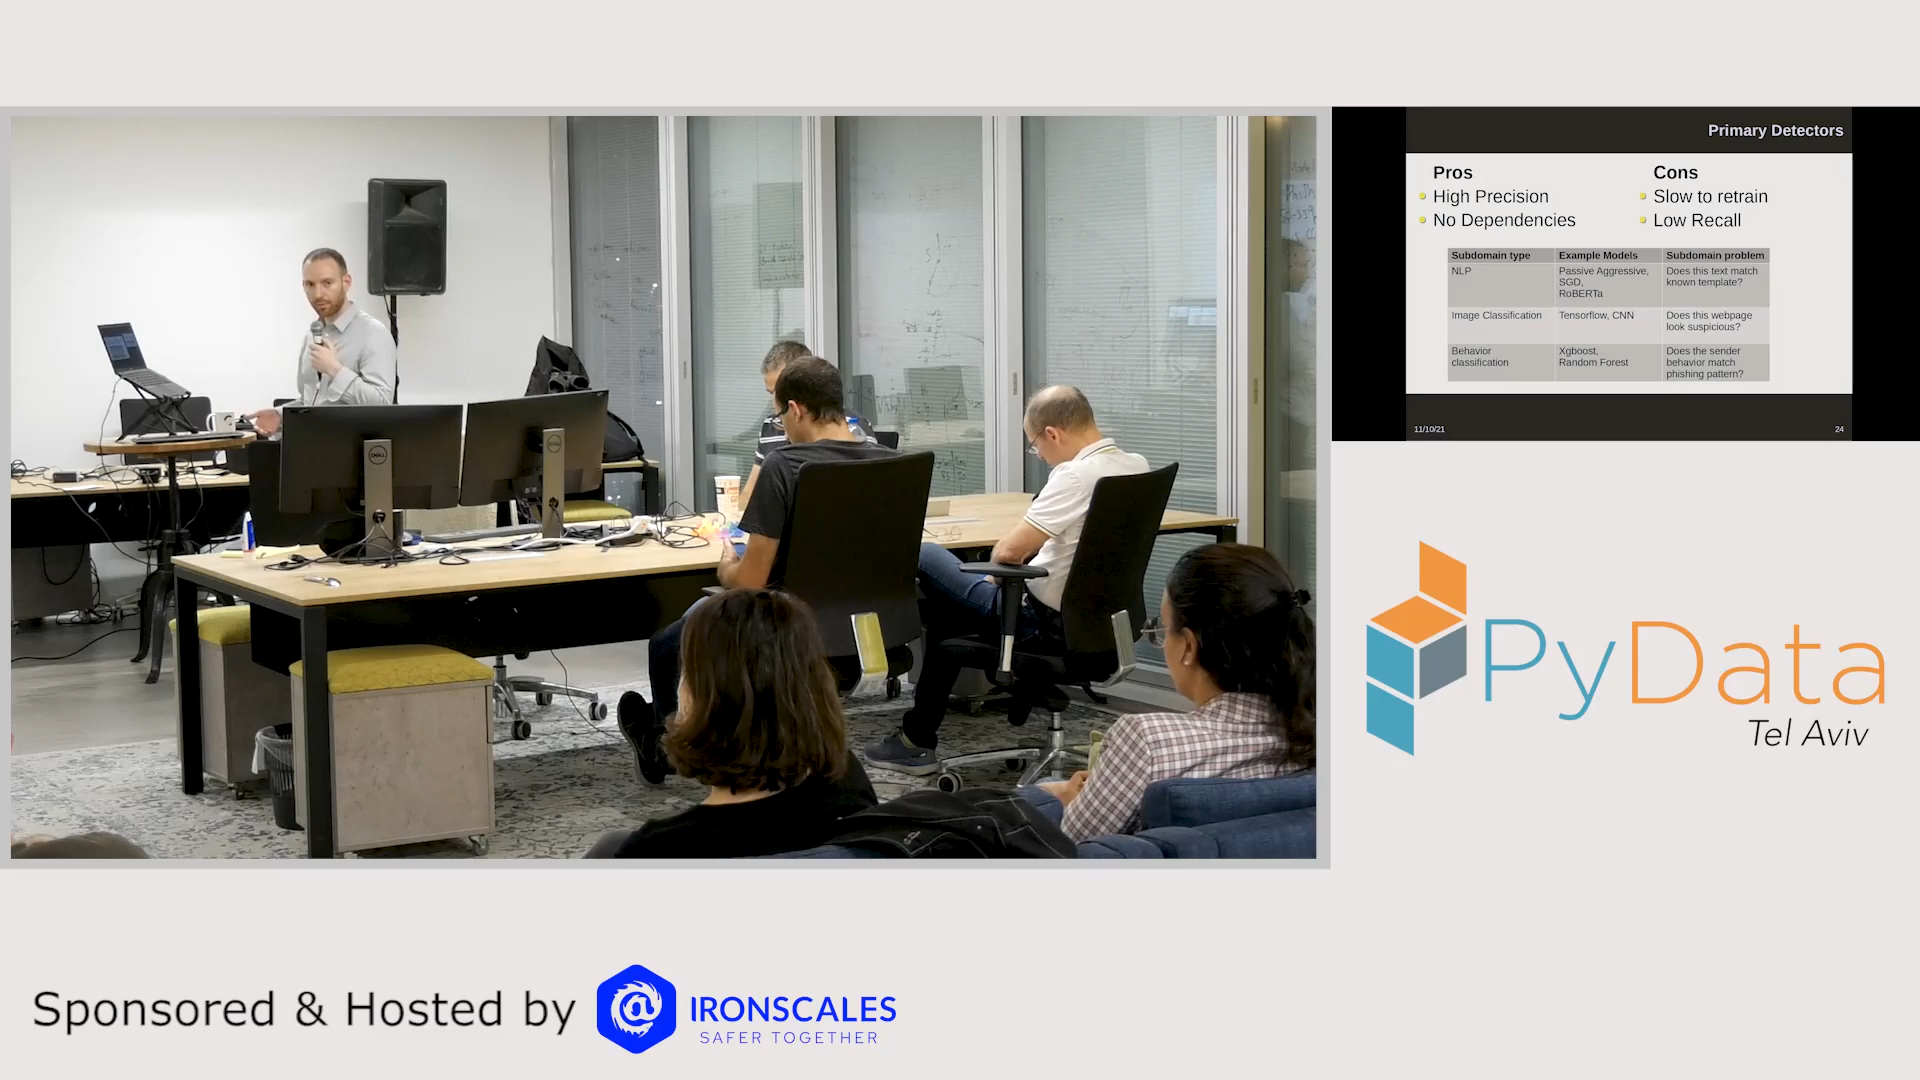 Primary Detectors
Pros
High Precision
No Dependencies
Cons
Slow to retrain
Low Recall
Subdomain type Example Models Subdomain problem
NLP
Passive Aggressive,
SGD,
RoBERTa
Does this text match
known template?
Image Classification
Tensorflow, CNN
Does this webpage
look suspicious?
Behavior
classification
Xgboost,
Random Forest
Does the sender
behavior match
phishing pattern?
11/10/21
24
DELL
PyData
Tel Aviv
Sponsored & Hosted by
IRONSCALES
SAFER TOGETHER